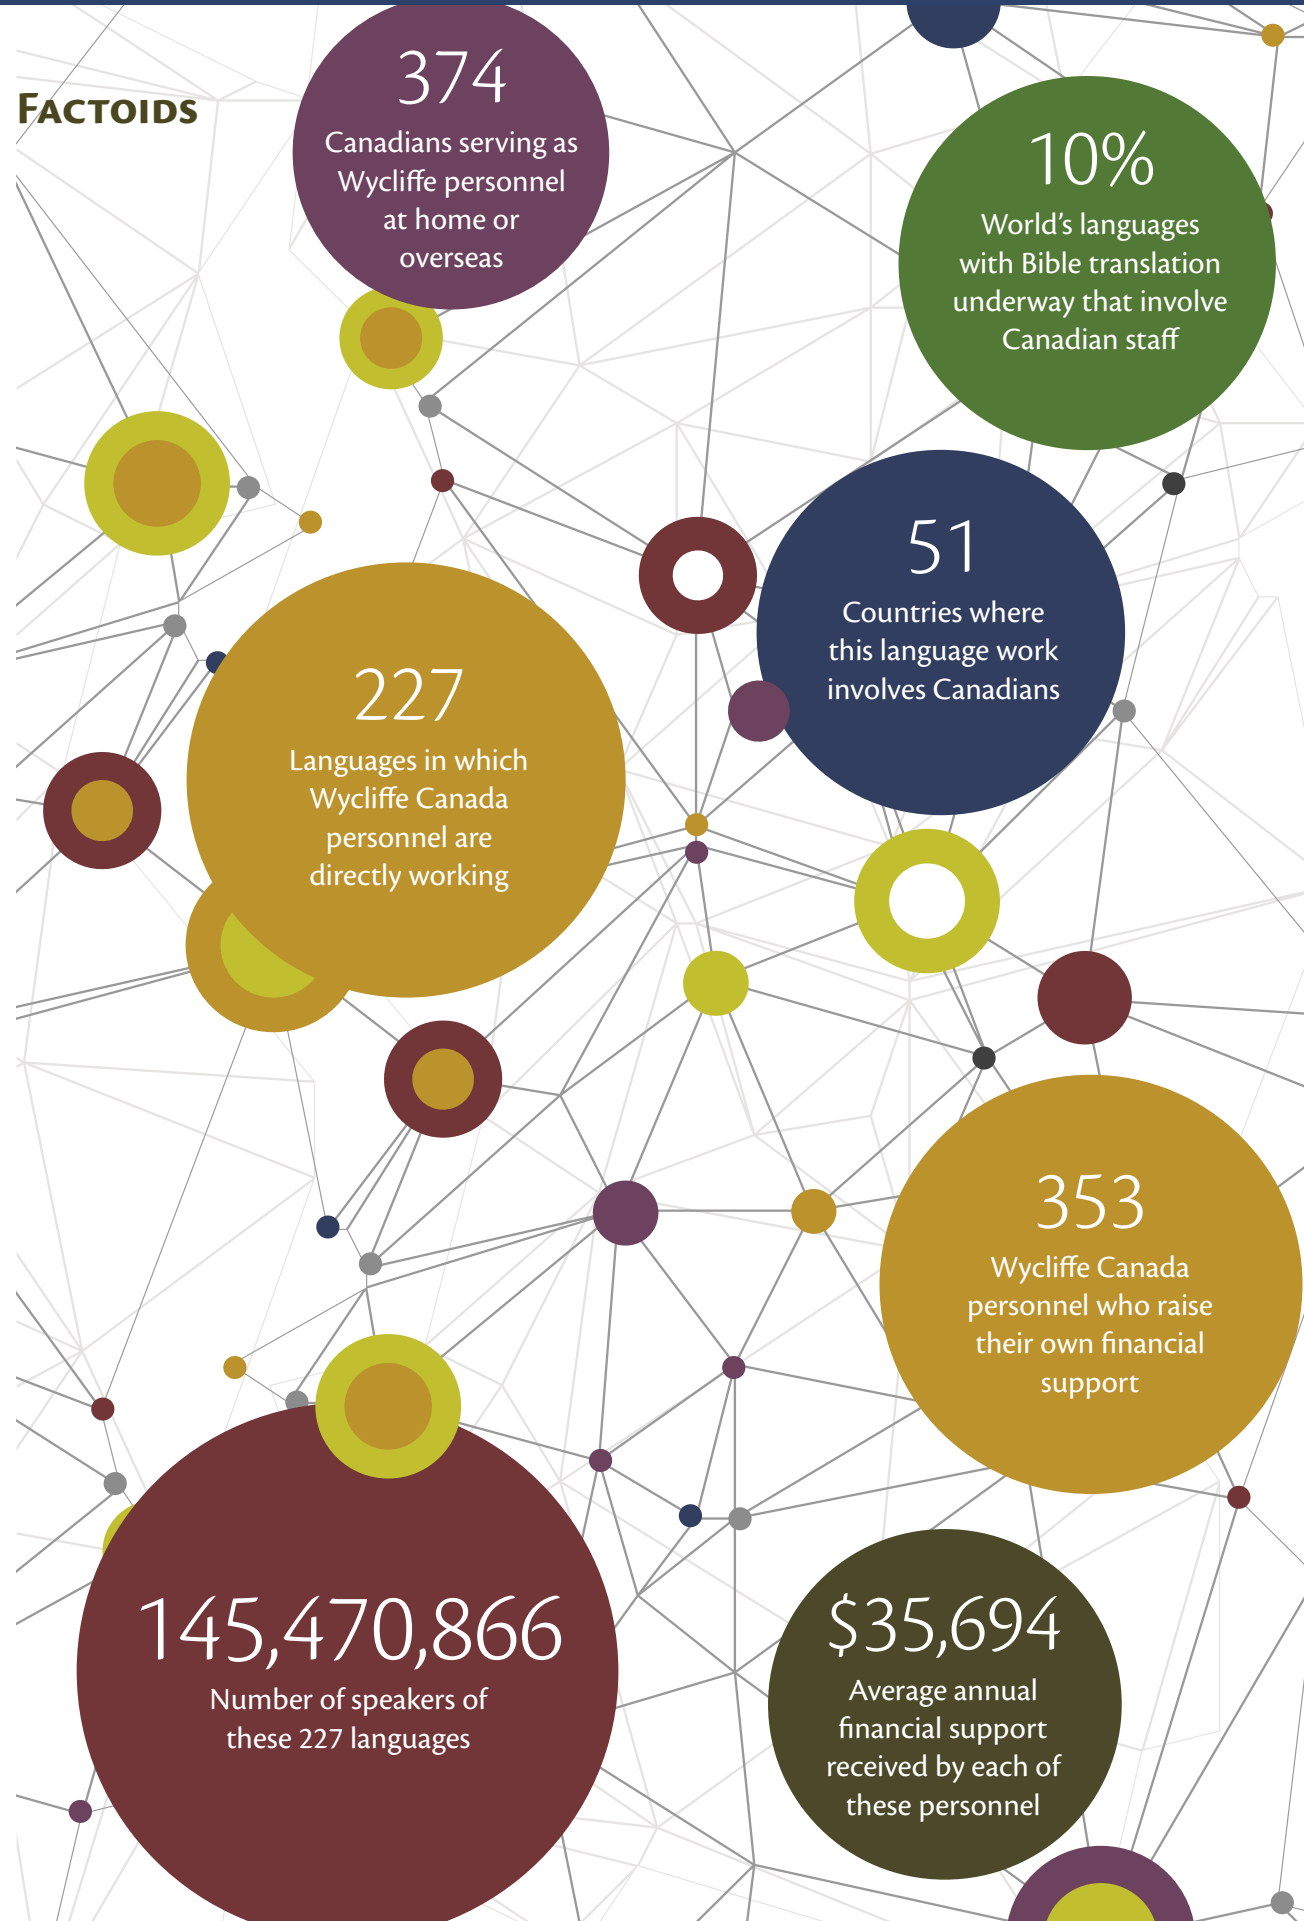 Factoids
374
Canadians serving as
Wycliffe personnel
at home or
overseas
10%
World's languages
with Bible translation
underway that involve
Canadian staff
51
Countries where
this language work
involves Canadians
227
Languages in which
Wycliffe Canada
personnel are
directly working
353
Wycliffe Canada
personnel who raise
their own financial
support
145,470,866
Number of speakers of
these 227 languages
$35,694
Average annual
financial support
received by each of
these personnel